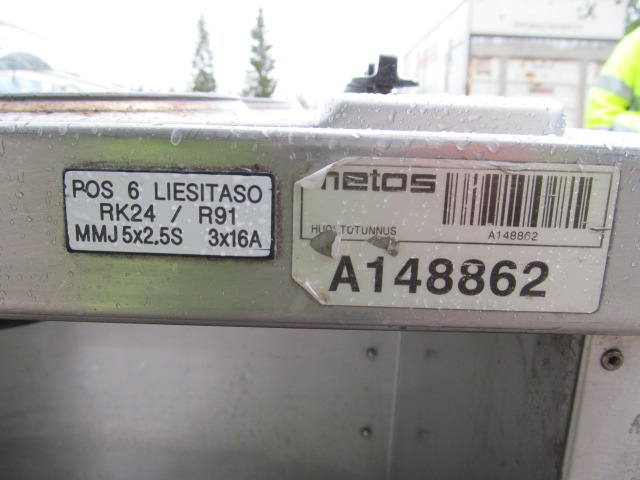 POS 6 LIESITASO
RK24 / R91
MMJ 5x2.5S 3x16A
metos
HUOLTOTUNNUS
A148862
A148862